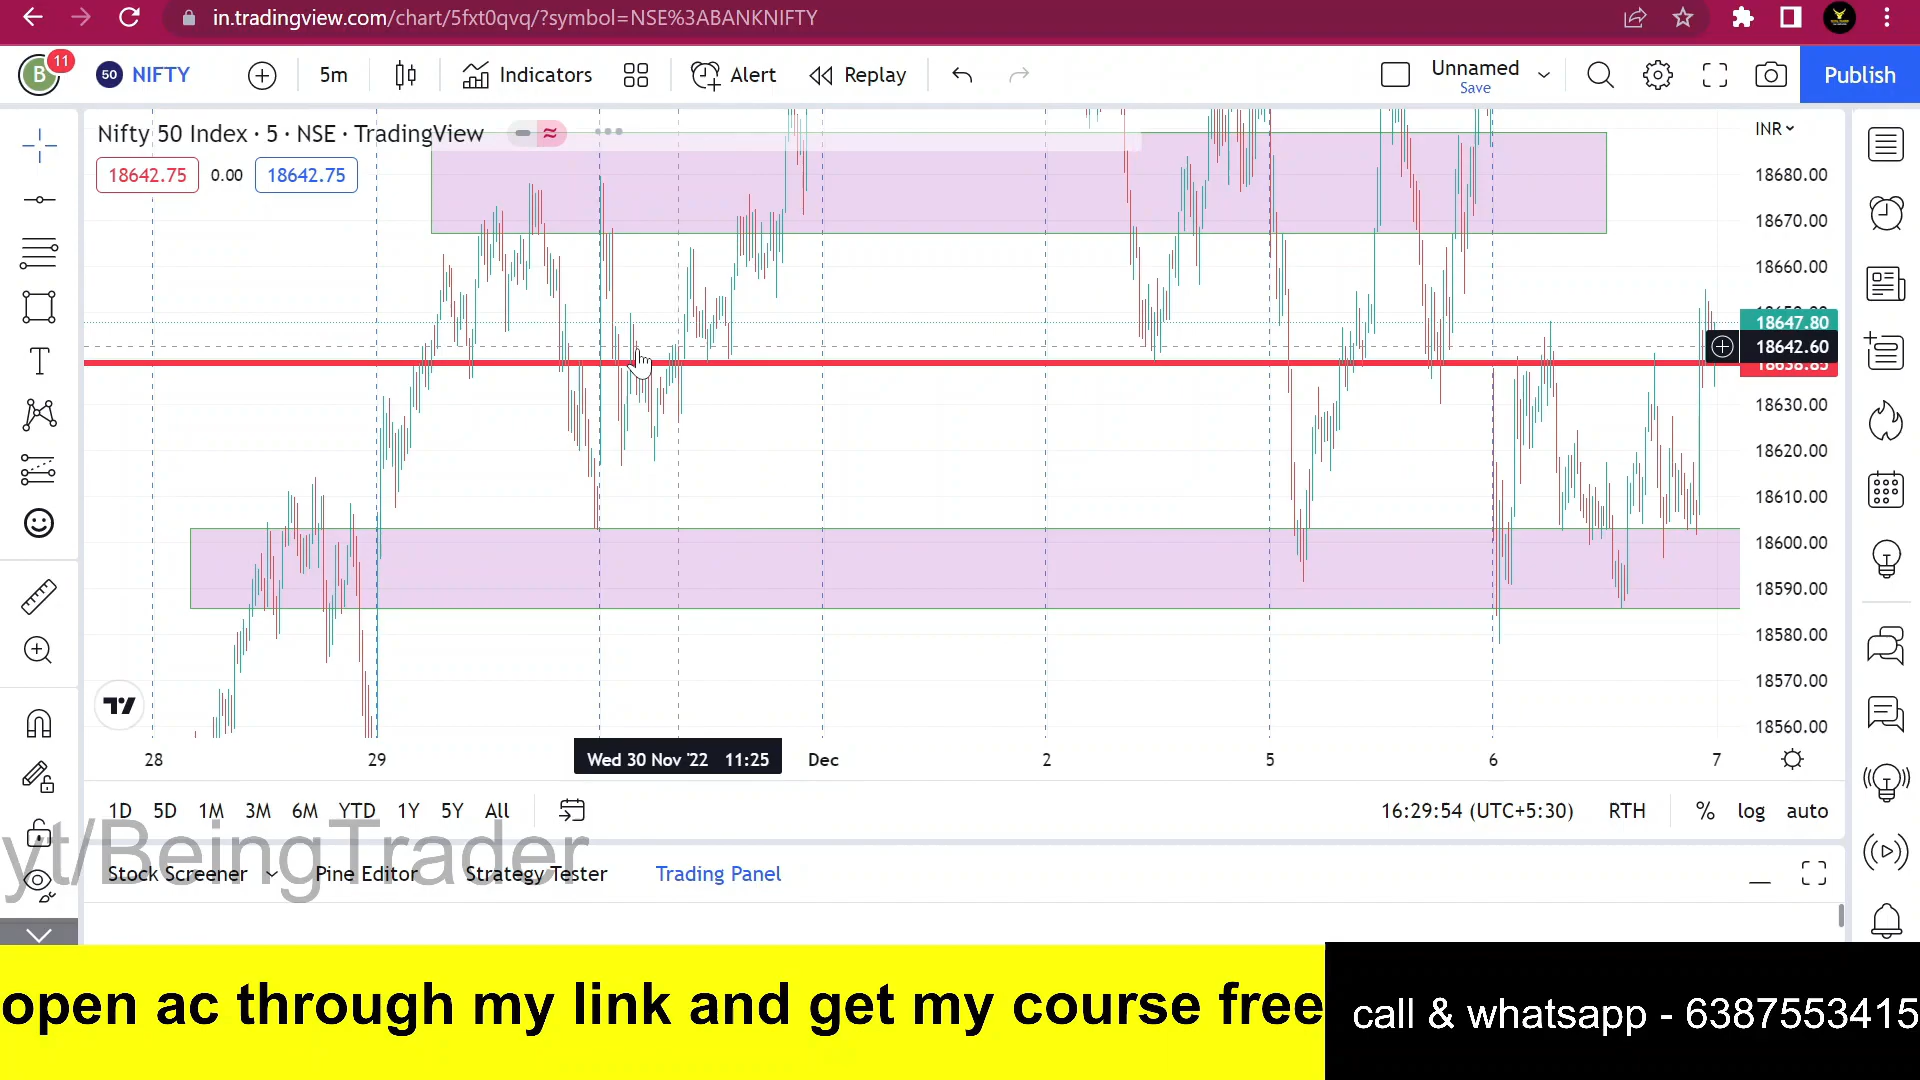 in.tradingview.com/chart/5fxt0qvq/?symbol=NSE%3ABANKNIFTY
B 11 50 NIFTY 5m Indicators Alert Replay Unnamed Save Publish
Nifty 50 Index · 5 · NSE · TradingView
INR
18642.75 0.00 18642.75
18680.00
18670.00
18660.00
18647.80
18642.60
18638.85
18630.00
18620.00
18610.00
18600.00
18590.00
18580.00
18570.00
18560.00
28 29 Wed 30 Nov '22 11:25 Dec 2 5 6 7
1D 5D 1M 3M 6M YTD 1Y 5Y All 16:29:54 (UTC+5:30) RTH % log auto
yt/BeingTrader
Stock Screener Pine Editor Strategy Tester Trading Panel
open ac through my link and get my course free
call & whatsapp - 6387553415